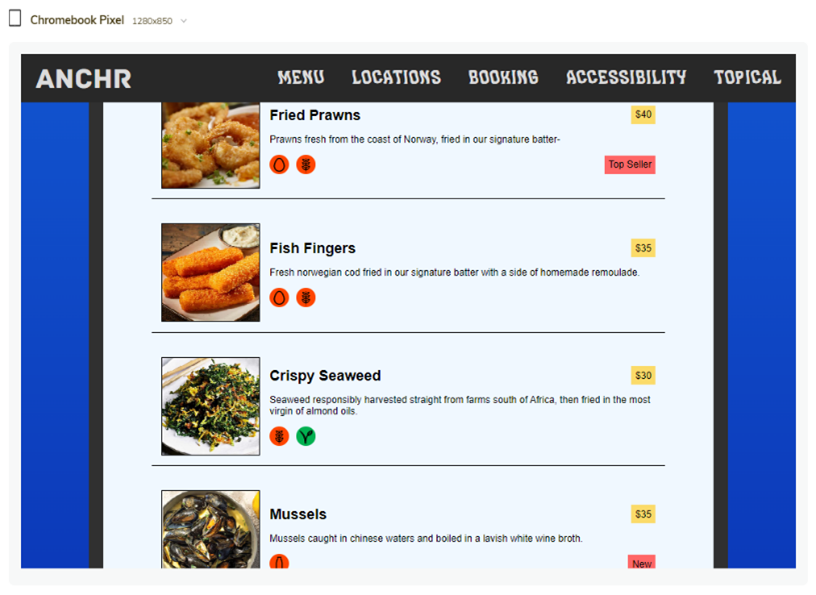 Chromebook Pixel 1280x850
ANCHR MENU LOCATIONS BOOKING ACCESSIBILITY TOPICAL
Fried Prawns $40
Prawns fresh from the coast of Norway, fried in our signature batter-
Top Seller
Fish Fingers $35
Fresh norwegian cod fried in our signature batter with a side of homemade remoulade.
Crispy Seaweed $30
Seaweed responsibly harvested straight from farms south of Africa, then fried in the most
virgin of almond oils.
Mussels $35
Mussels caught in chinese waters and boiled in a lavish white wine broth.
New